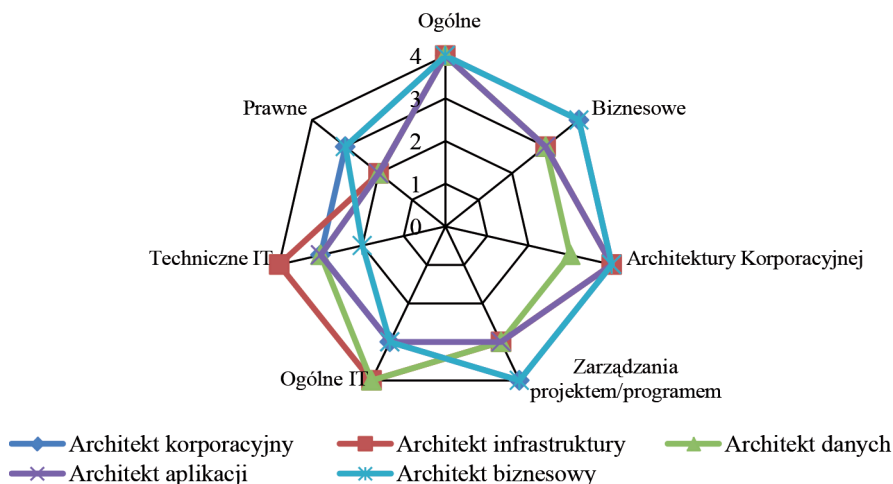 Ogólne
4
Prawne
3
Biznesowe
2
1
0
Techniczne IT
Architektury Korporacyjnej
Ogólne IT
Zarządzania
projektem/programem
Architekt korporacyjny
Architekt infrastruktury
Architekt danych
Architekt aplikacji
Architekt biznesowy